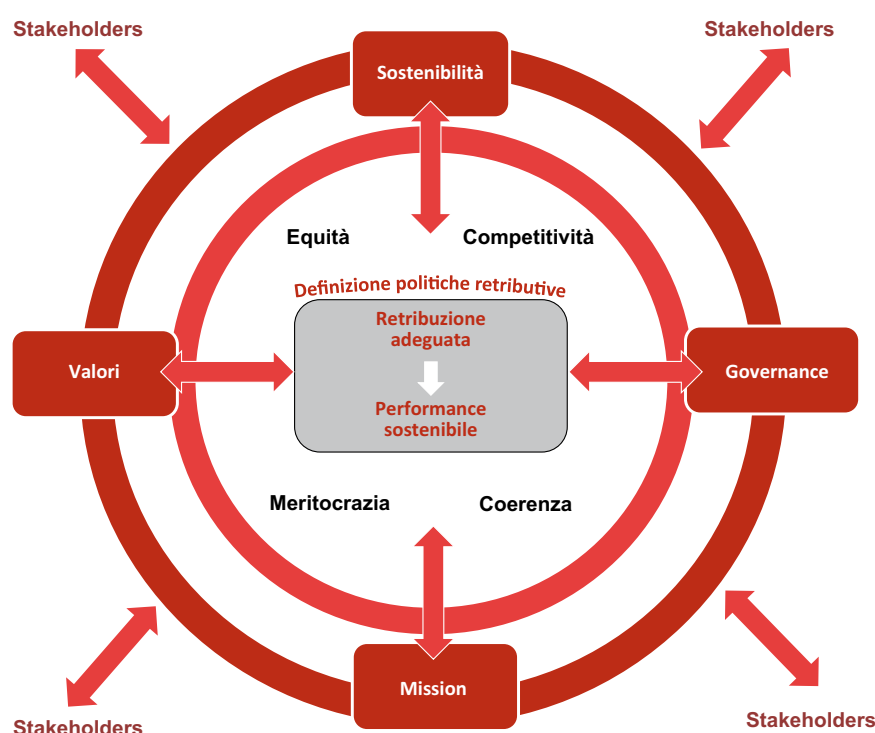 Stakeholders
Stakeholders
Sostenibilità
Equità
Competitività
Definizione politiche retributive
Retribuzione
adeguata
Valori
Governance
Performance
sostenibile
Meritocrazia
Coerenza
Mission
Stakeholders
Stakeholders